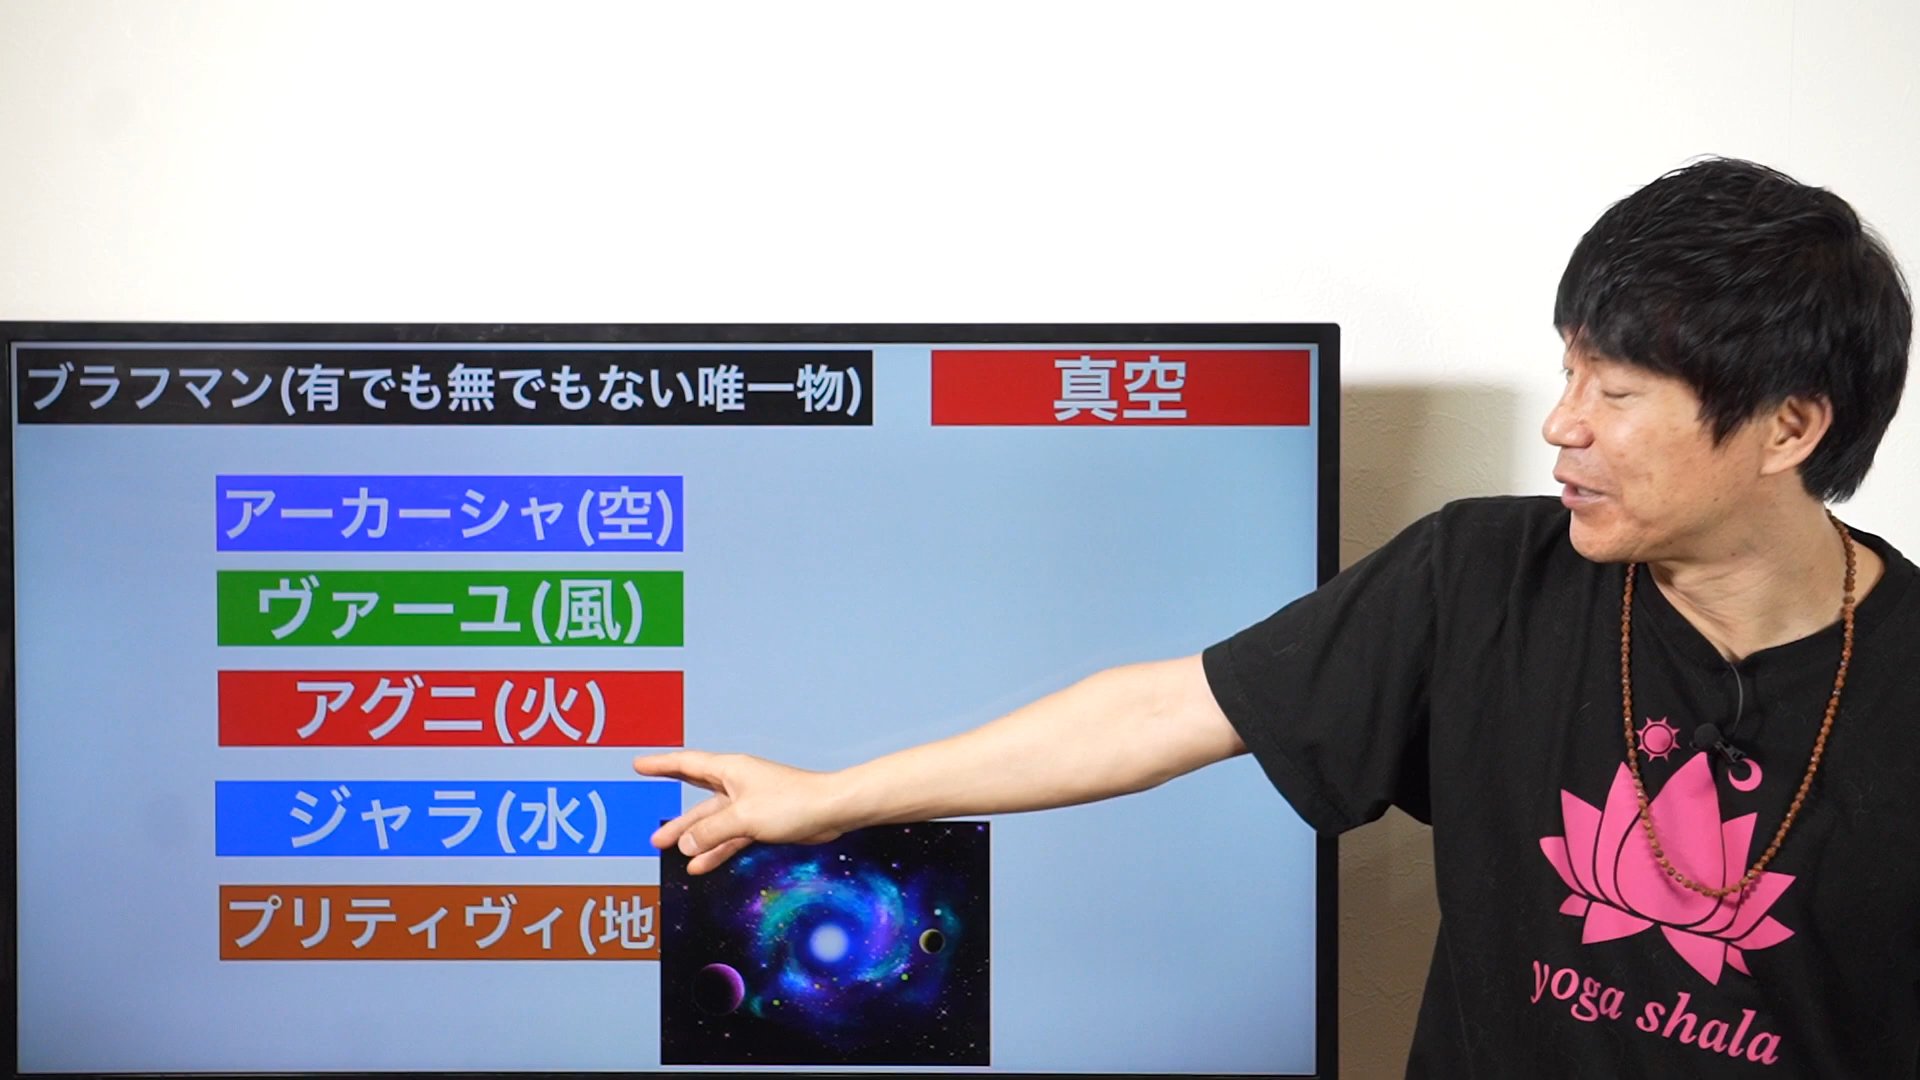 ブラフマン(有でも無でもない唯一物)
真空
アーカーシャ(空)
ヴァーユ(風)
アグニ(火)
ジャラ(水)
プリティヴィ(地
yoga shala